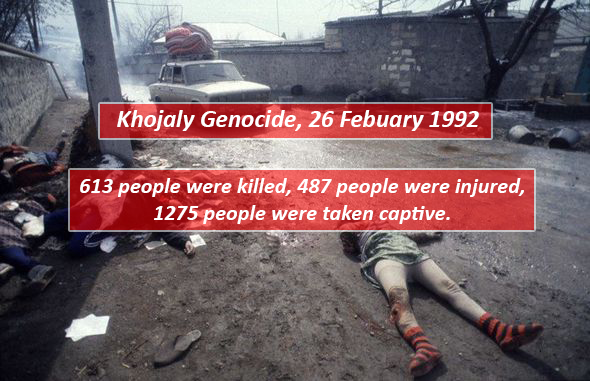 Khojaly Genocide, 26 Febuary 1992
613 people were killed, 487 people were injured,
1275 people were taken captive.